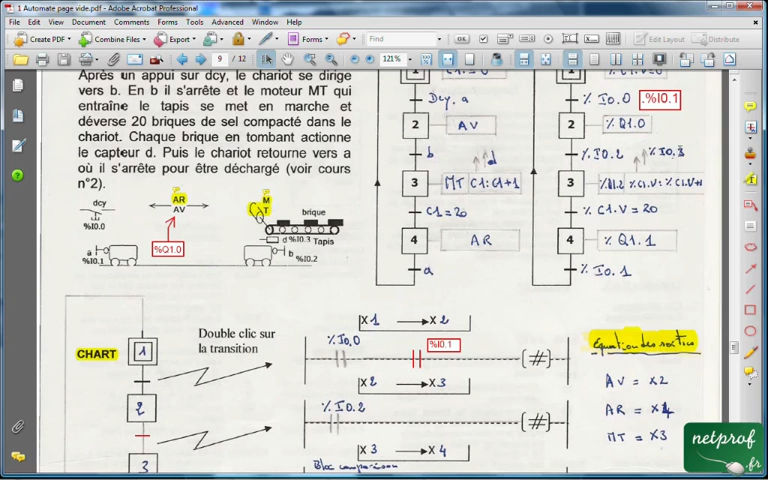 1 Automate page vide.pdf - Adobe Acrobat Professional
File Edit View Document Comments Forms Tools Advanced Window Help
Create PDF Combine Files Export Forms Find Edit Layout Distribute
9 / 12 121%
Après un appui sur dcy, le chariot se dirige
vers b. En b il s'arrête et le moteur MT qui
entraîne le tapis se met en marche et
déverse 20 briques de sel compacté dans le
chariot. Chaque brique en tombant actionne
le capteur d. Puis le chariot retourne vers a
où il s'arrête pour être déchargé (voir cours
n°2).
dcy
%I0.0
AR
AV
%Q1.0
M
T
brique
d %I0.3 Tapis
a
%I0.1
b
%I0.2
1 C1:=0
Dcy.a
2 AV
b
d
3 MT C1:C1+1
C1=20
4 AR
a
1 % C1.V=0
% I0.0 .%I0.1
2 % Q1.0
% I0.2 % I0.3
3
% C1.V = 20
4 % Q1.1
% I0.1
CHART
1
2
3
Double clic sur
la transition
X1 X2
% I0.0 %I0.1 (#)
X2 X3
% I0.2 (#)
X3 X4
Bloc comparaison
AV = X2
AR = X4
MT = X3
netprof
.fr